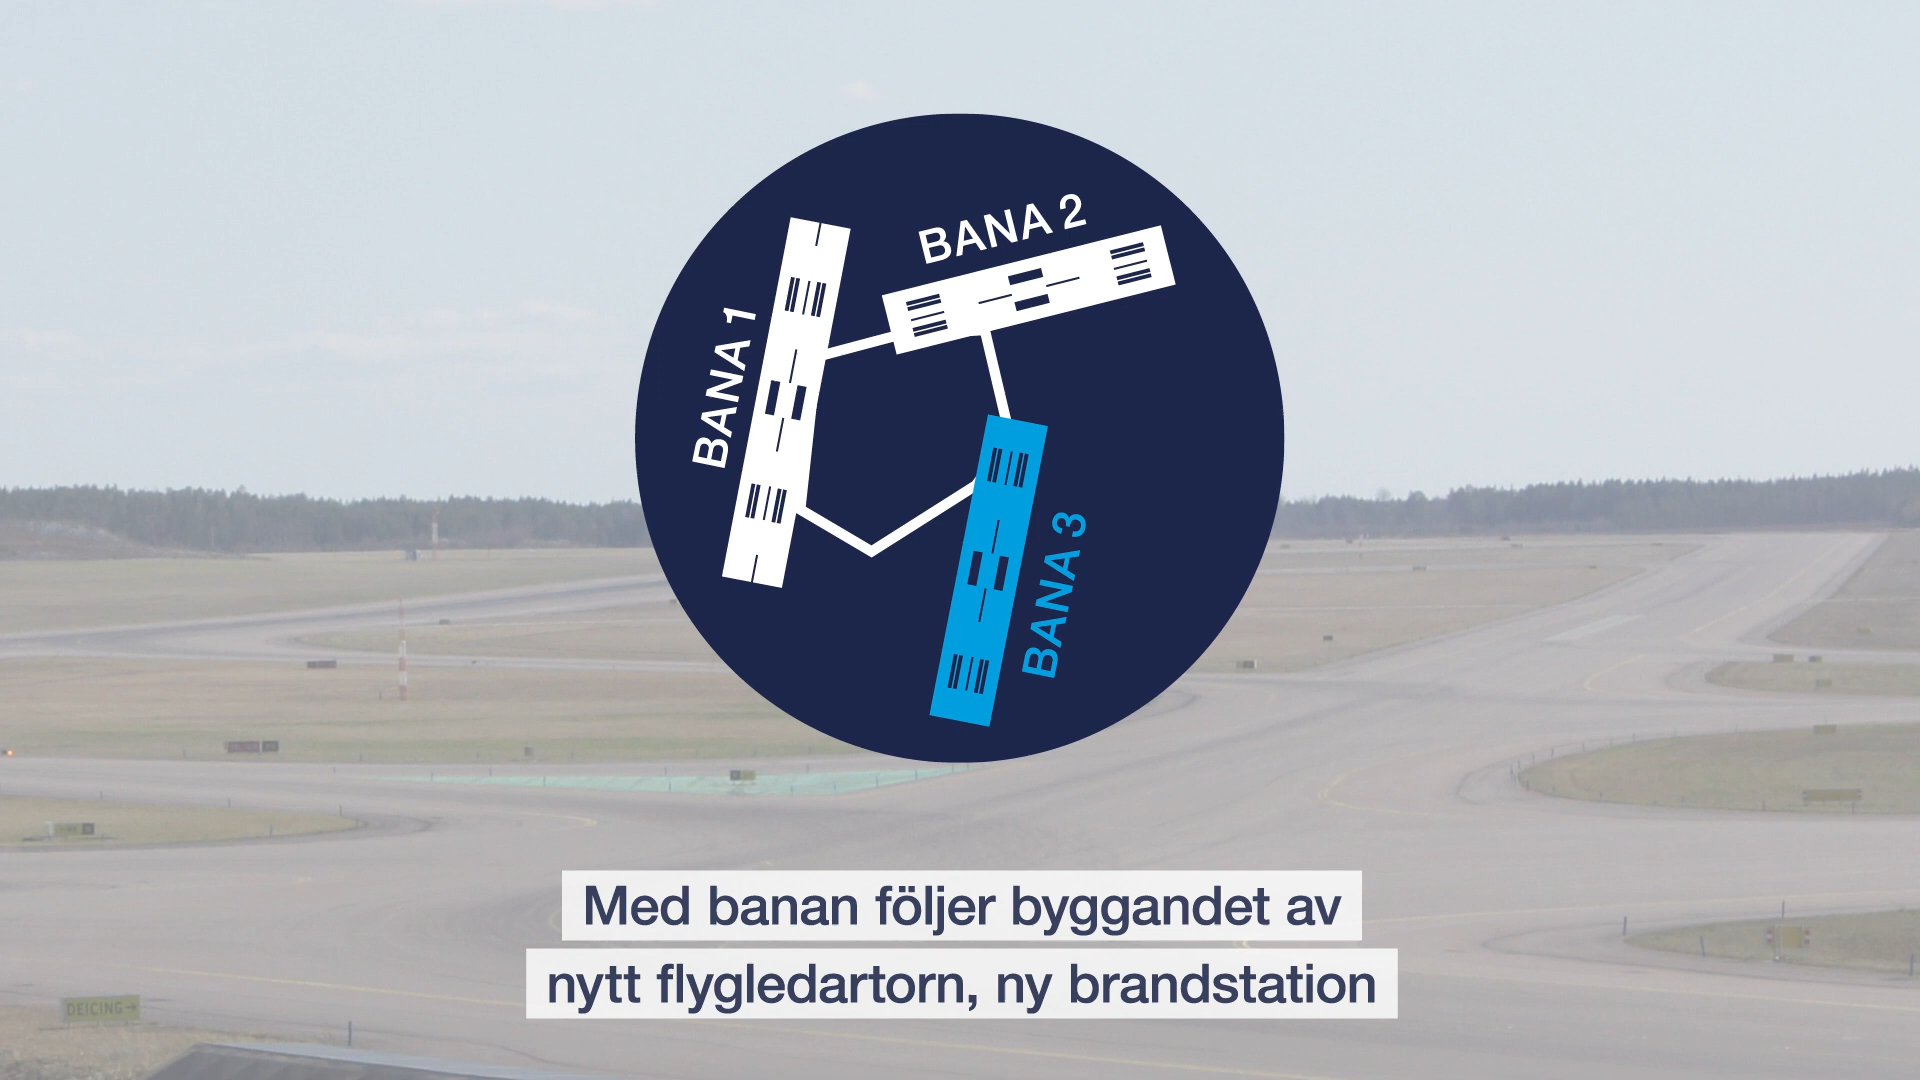 BANA 1
BANA 2
BANA 3
Med banan följer byggandet av
nytt flygledartorn, ny brandstation
DEICING→